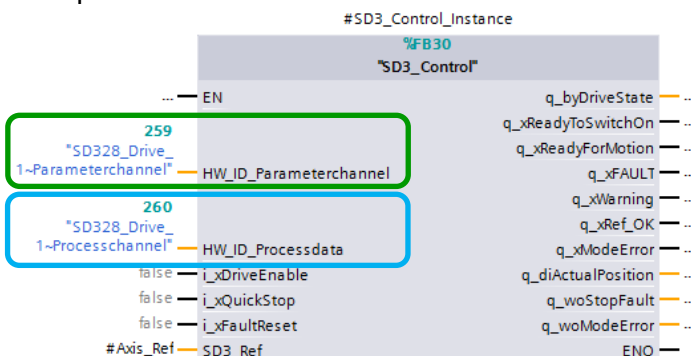 #SD3_Control_Instance
%FB30
"SD3_Control"
... EN q_byDriveState ...
q_xReadyToSwitchOn ...
259
"SD328_Drive_
1~Parameterchannel" HW_ID_Parameterchannel
q_xReadyForMotion ...
q_xFAULT ...
260
"SD328_Drive_
1~Processchannel" HW_ID_Processdata
q_xWarning ...
q_xRef_OK ...
q_xModeError ...
false i_xDriveEnable q_diActualPosition ...
false i_xQuickStop q_woStopFault ...
false i_xFaultReset q_woModeError ...
#Axis_Ref SD3_Ref ENO